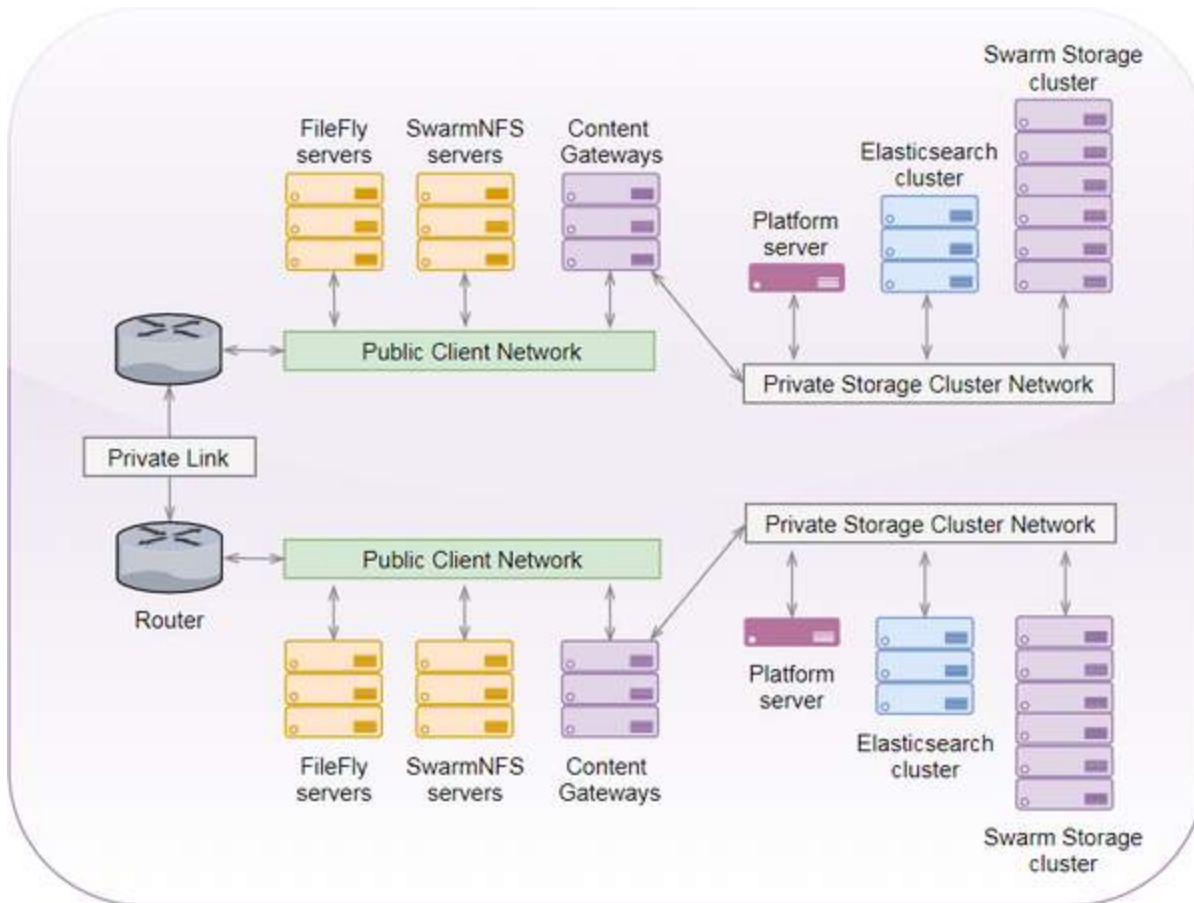 Swarm Storage
cluster
FileFly
servers
SwarmNFS
servers
Content
Gateways
Elasticsearch
cluster
Platform
server
Public Client Network
Private Storage Cluster Network
Private Link
Private Storage Cluster Network
Public Client Network
Router
Platform
server
Elasticsearch
cluster
FileFly
servers
SwarmNFS
servers
Content
Gateways
Swarm Storage
cluster